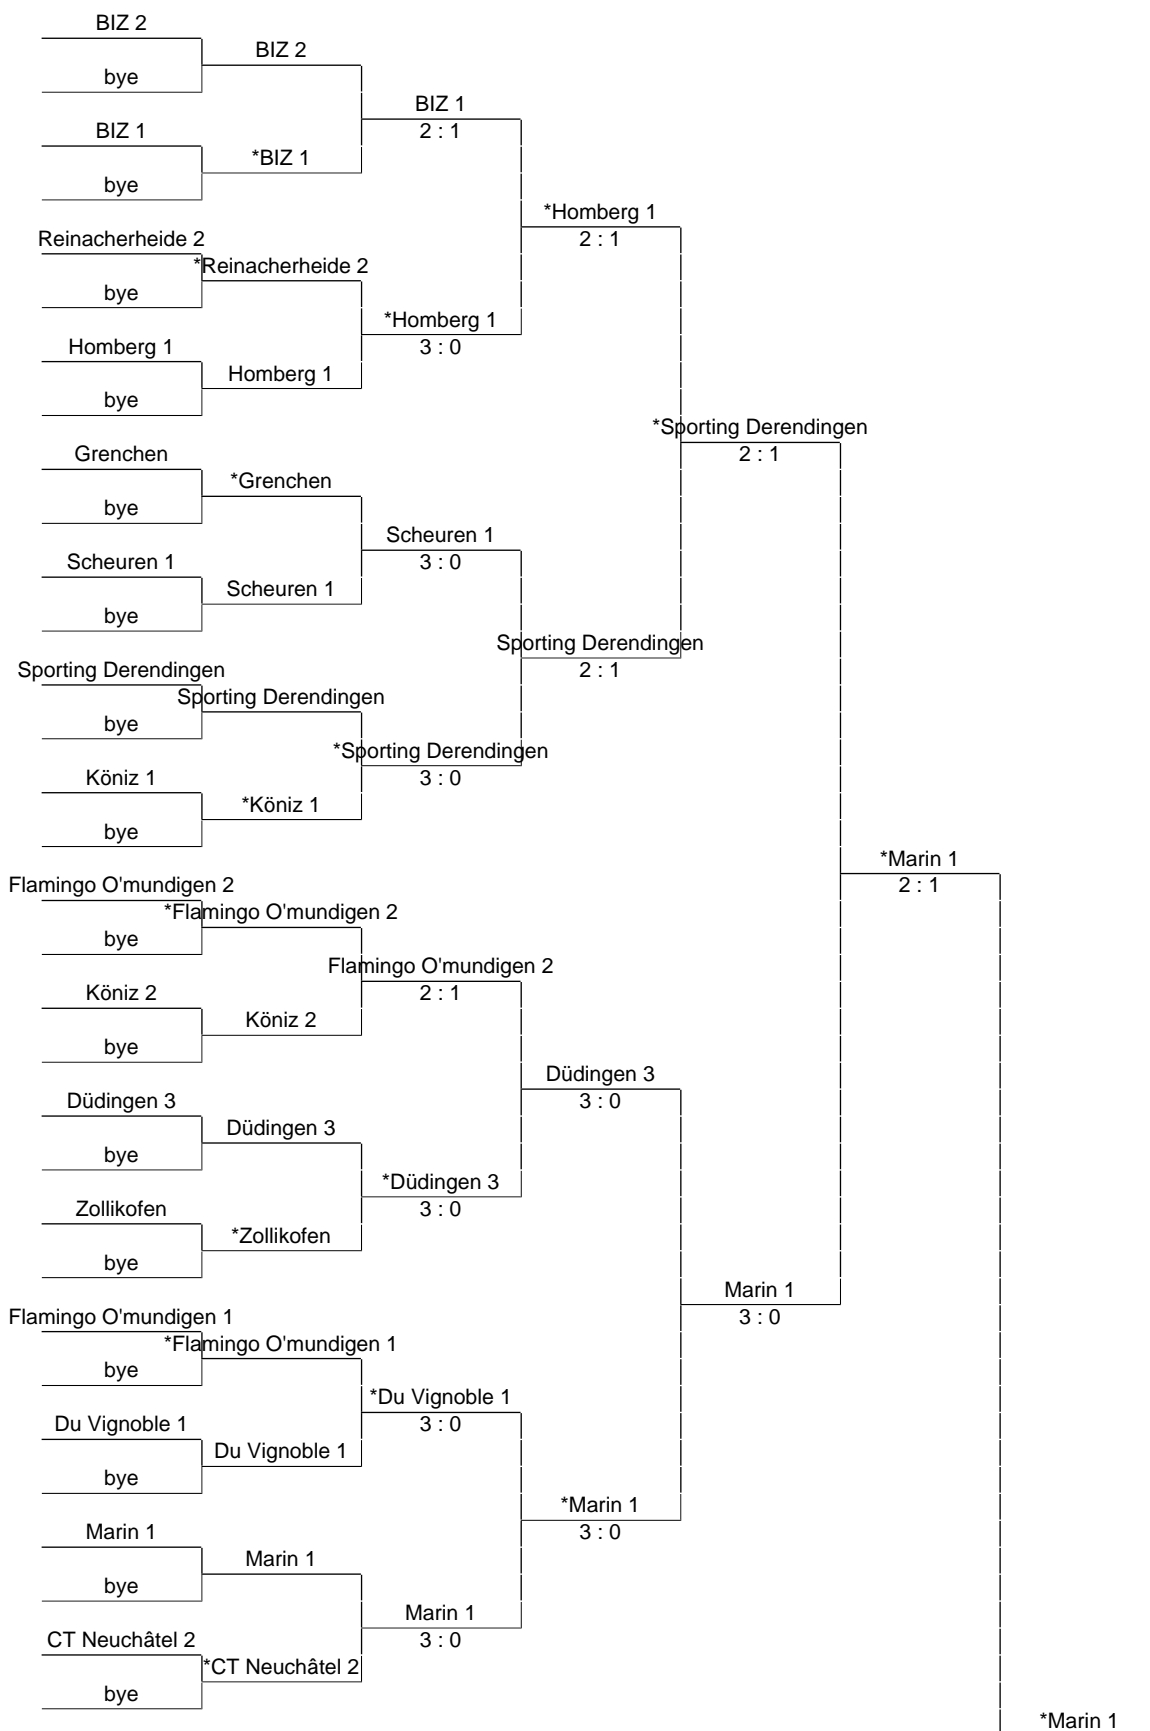 BIZ 2
BIZ 2
bye
BIZ 1
2 : 1
BIZ 1
*BIZ 1
bye
*Homberg 1
2 : 1
Reinacherheide 2
*Reinacherheide 2
bye
*Homberg 1
3 : 0
Homberg 1
Homberg 1
bye
*Sporting Derendingen
2 : 1
Grenchen
*Grenchen
bye
Scheuren 1
3 : 0
Scheuren 1
Scheuren 1
bye
Sporting Derendingen
2 : 1
Sporting Derendingen
Sporting Derendingen
bye
*Sporting Derendingen
3 : 0
Köniz 1
*Köniz 1
bye
*Marin 1
2 : 1
Flamingo O'mundigen 2
*Flamingo O'mundigen 2
bye
Flamingo O'mundigen 2
2 : 1
Köniz 2
Köniz 2
bye
Düdingen 3
3 : 0
Düdingen 3
Düdingen 3
bye
*Düdingen 3
3 : 0
Zollikofen
*Zollikofen
bye
Marin 1
3 : 0
Flamingo O'mundigen 1
*Flamingo O'mundigen 1
bye
*Du Vignoble 1
3 : 0
Du Vignoble 1
Du Vignoble 1
bye
*Marin 1
3 : 0
Marin 1
Marin 1
bye
Marin 1
3 : 0
CT Neuchâtel 2
*CT Neuchâtel 2
bye
*Marin 1